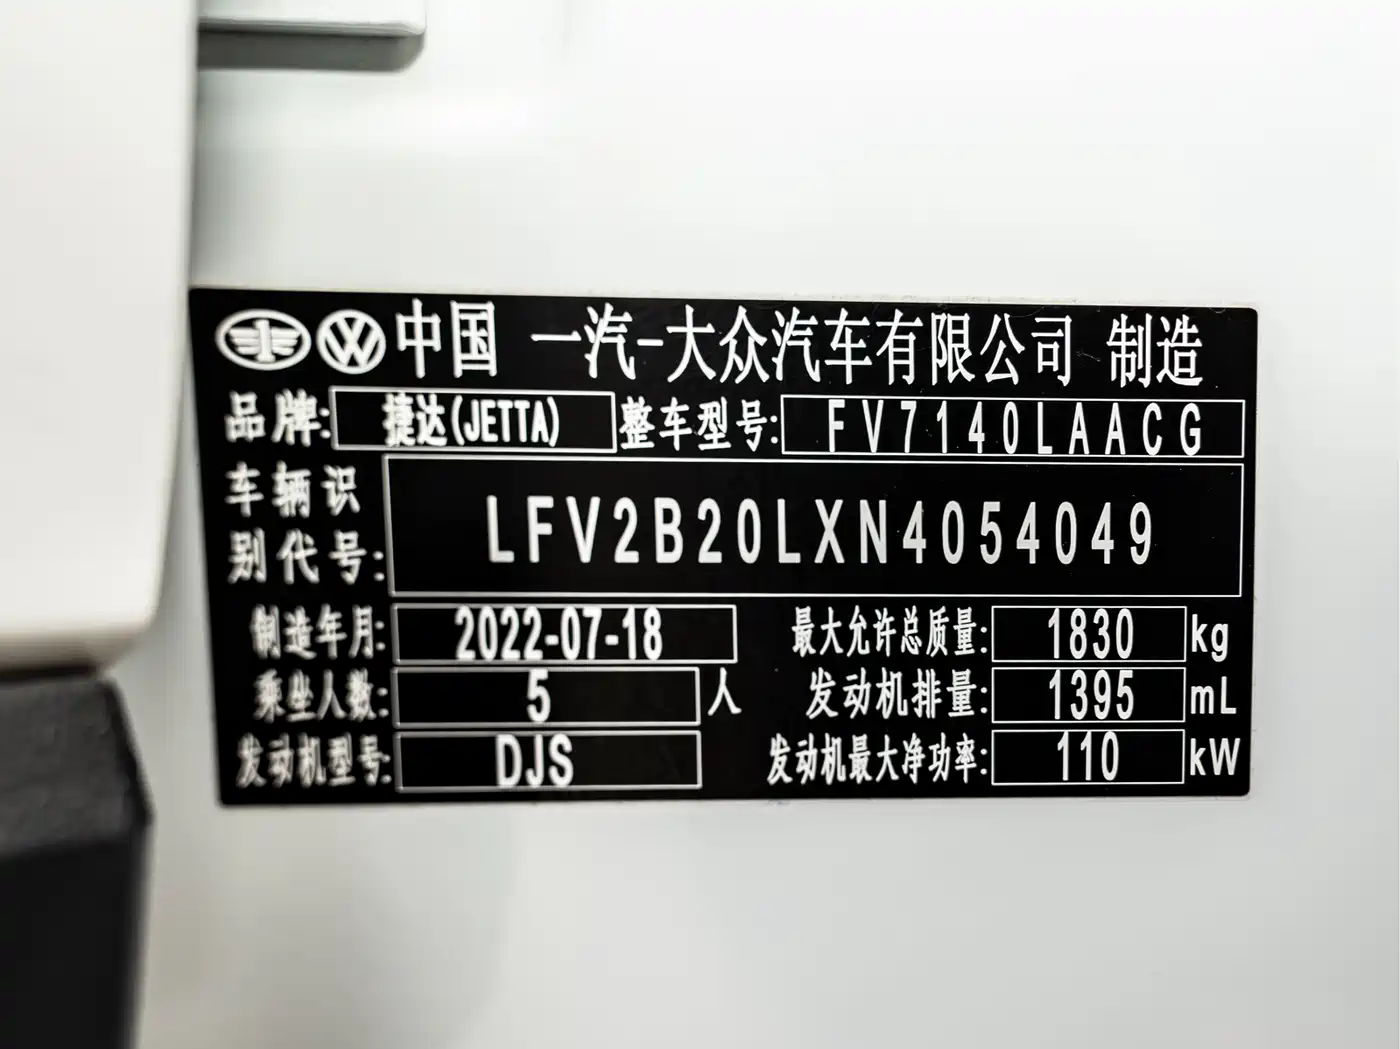 中国 一汽-大众汽车有限公司 制造
品牌: 捷达(JETTA) 整车型号: FV7140LAACG
车辆识别代号: LFV2B20LXN4054049
制造年月: 2022-07-18 最大允许总质量: 1830 kg
乘坐人数: 5 人 发动机排量: 1395 mL
发动机型号: DJS 发动机最大净功率: 110 kW